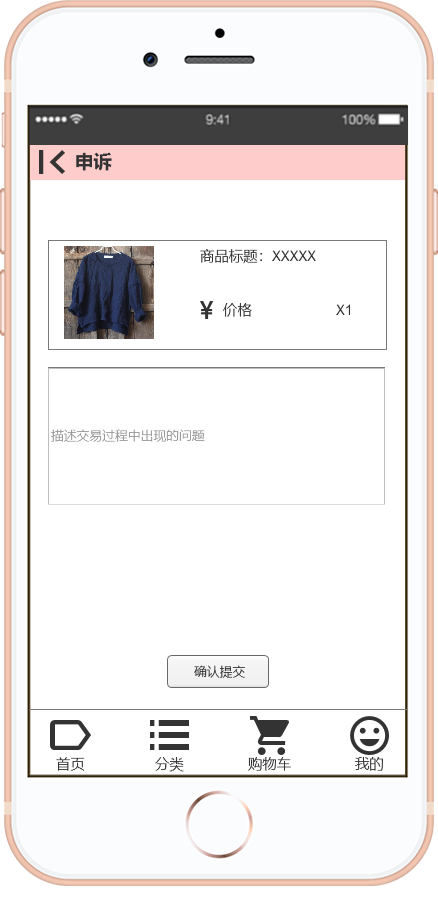 9:41 100%
申诉
商品标题：XXXXX
¥ 价格 X1
描述交易过程中出现的问题
确认提交
首页 分类 购物车 我的